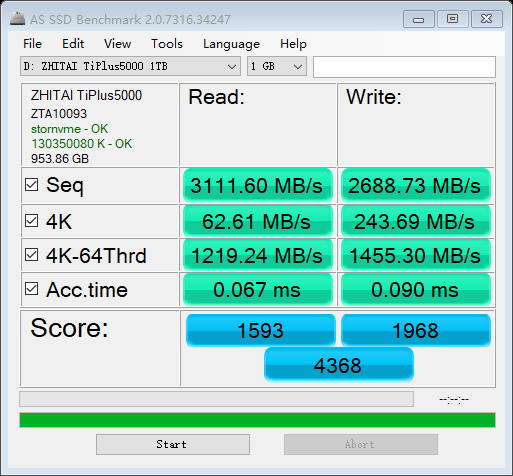 AS SSD Benchmark 2.0.7316.34247
File Edit View Tools Language Help
D: ZHITAI TiPlus5000 1TB 1 GB
ZHITAI TiPlus5000
ZTA10093
stornvme - OK
130350080 K - OK
953.86 GB
Read: Write:
Seq 3111.60 MB/s 2688.73 MB/s
4K 62.61 MB/s 243.69 MB/s
4K-64Thrd 1219.24 MB/s 1455.30 MB/s
Acc.time 0.067 ms 0.090 ms
Score: 1593 1968
4368
--:--:--
Start Abort